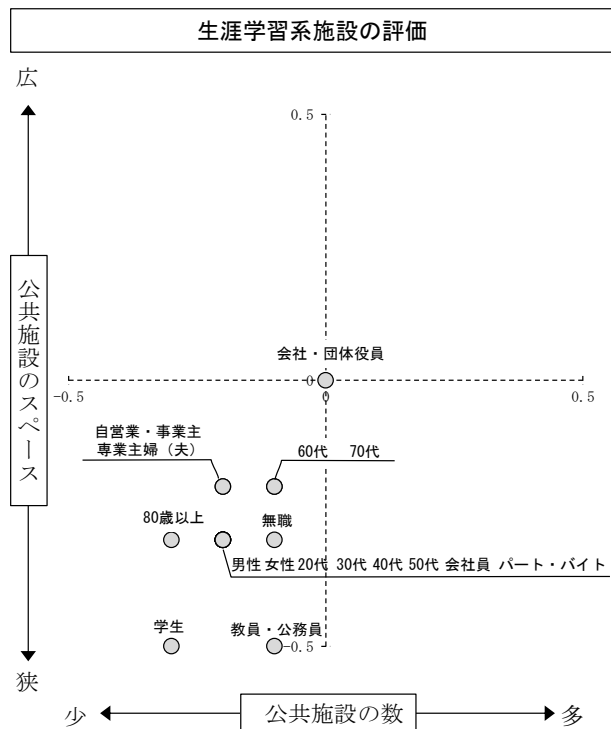 生涯学習系施設の評価
広
0.5
公共施設のスペース
会社・団体役員
0
-0.5
0
0.5
自営業・事業主
専業主婦（夫）
60代 70代
80歳以上
無職
男性 女性 20代 30代 40代 50代 会社員 パート・バイト
学生
教員・公務員
-0.5
狭
少
公共施設の数
多